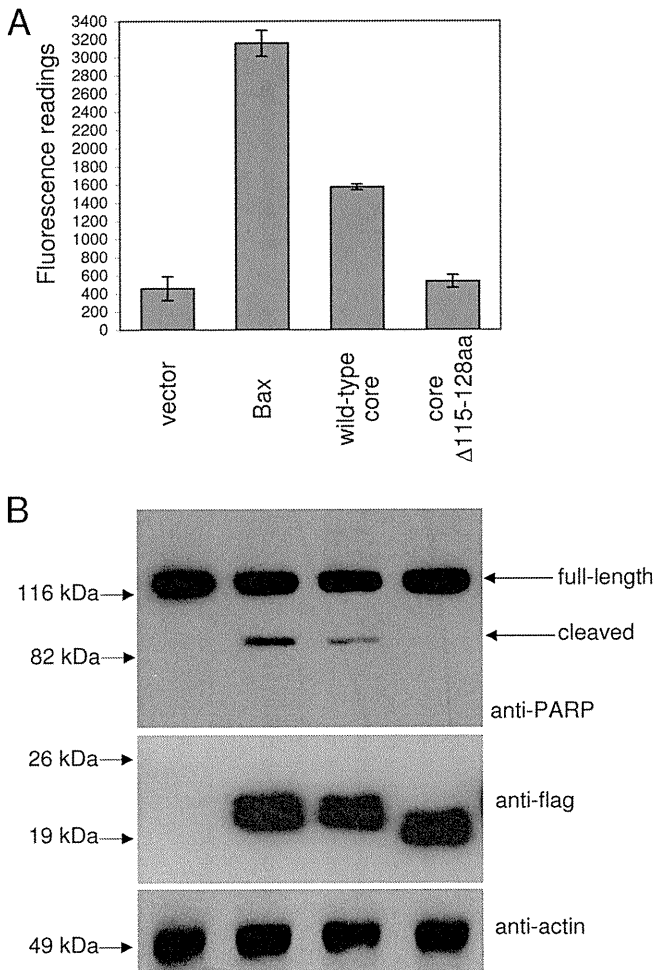 A
Fluorescence readings
3400
3200
3000
2800
2600
2400
2200
2000
1800
1600
1400
1200
1000
800
600
400
200
0
vector
Bax
wild-type
core
core
Δ115-128aa
B
116 kDa
82 kDa
full-length
cleaved
anti-PARP
26 kDa
19 kDa
anti-flag
49 kDa
anti-actin